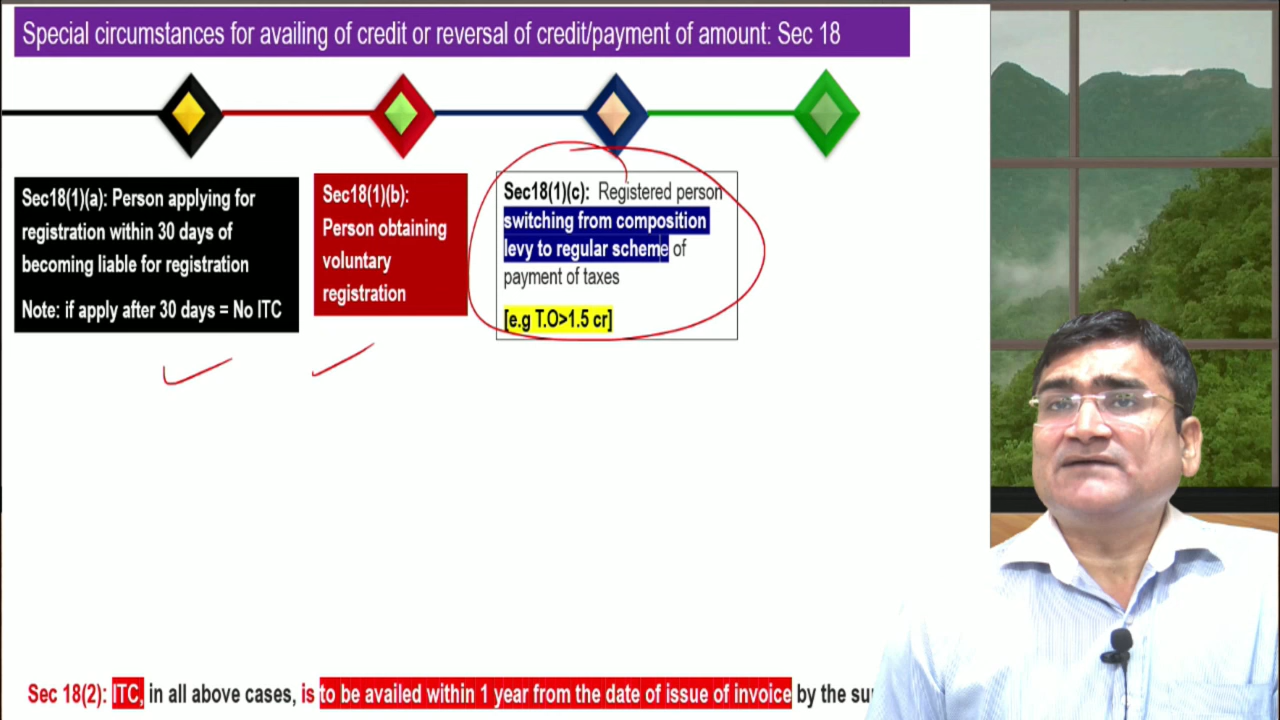 Special circumstances for availing of credit or reversal of credit/payment of amount: Sec 18
Sec18(1)(a): Person applying for
registration within 30 days of
becoming liable for registration
Note: if apply after 30 days = No ITC
Sec18(1)(b):
Person obtaining
voluntary
registration
Sec18(1)(c): Registered person
switching from composition
levy to regular scheme of
payment of taxes
[e.g T.O>1.5 cr]
Sec 18(2): ITC, in all above cases, is to be availed within 1 year from the date of issue of invoice by the